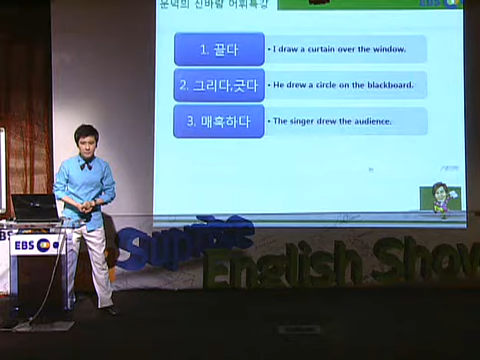 문덕의 신바람 어휘특강
EBS
1. 끌다
• I draw a curtain over the window.
2. 그리다,긋다
• He drew a circle on the blackboard.
3. 매혹하다
• The singer drew the audience.
EBS
Suprise
English Show